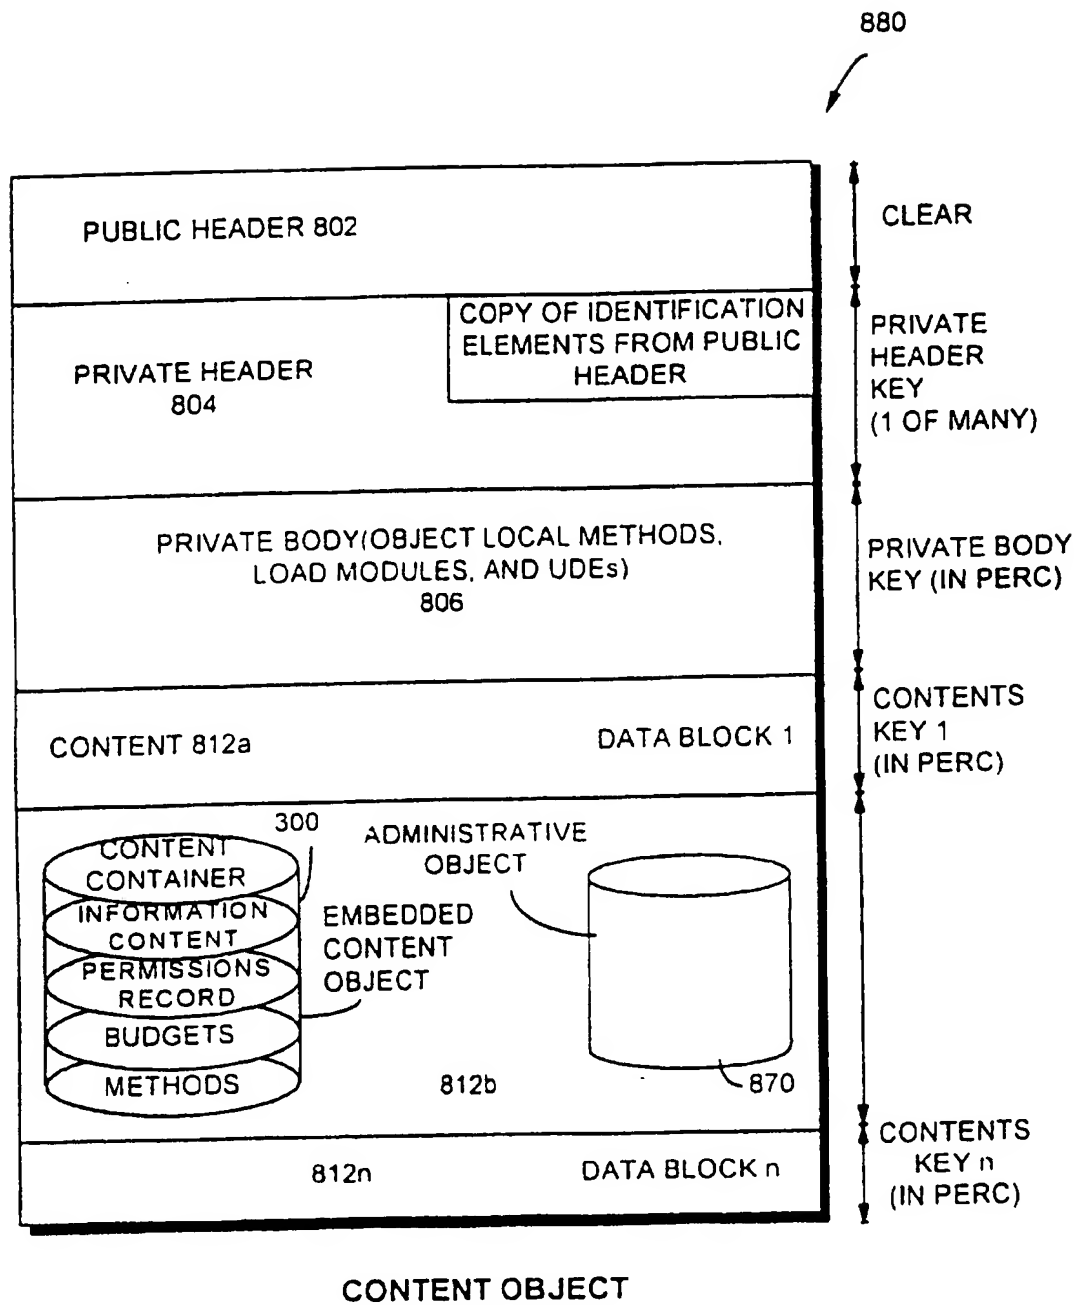 880
PUBLIC HEADER 802
CLEAR
PRIVATE HEADER
804
COPY OF IDENTIFICATION
ELEMENTS FROM PUBLIC
HEADER
PRIVATE
HEADER
KEY
(1 OF MANY)
PRIVATE BODY(OBJECT LOCAL METHODS,
LOAD MODULES, AND UDEs)
806
PRIVATE BODY
KEY (IN PERC)
CONTENT 812a
DATA BLOCK 1
CONTENTS
KEY 1
(IN PERC)
300
CONTENT
CONTAINER
INFORMATION
CONTENT
PERMISSIONS
RECORD
BUDGETS
METHODS
EMBEDDED
CONTENT
OBJECT
ADMINISTRATIVE
OBJECT
812b
870
812n
DATA BLOCK n
CONTENTS
KEY n
(IN PERC)
CONTENT OBJECT